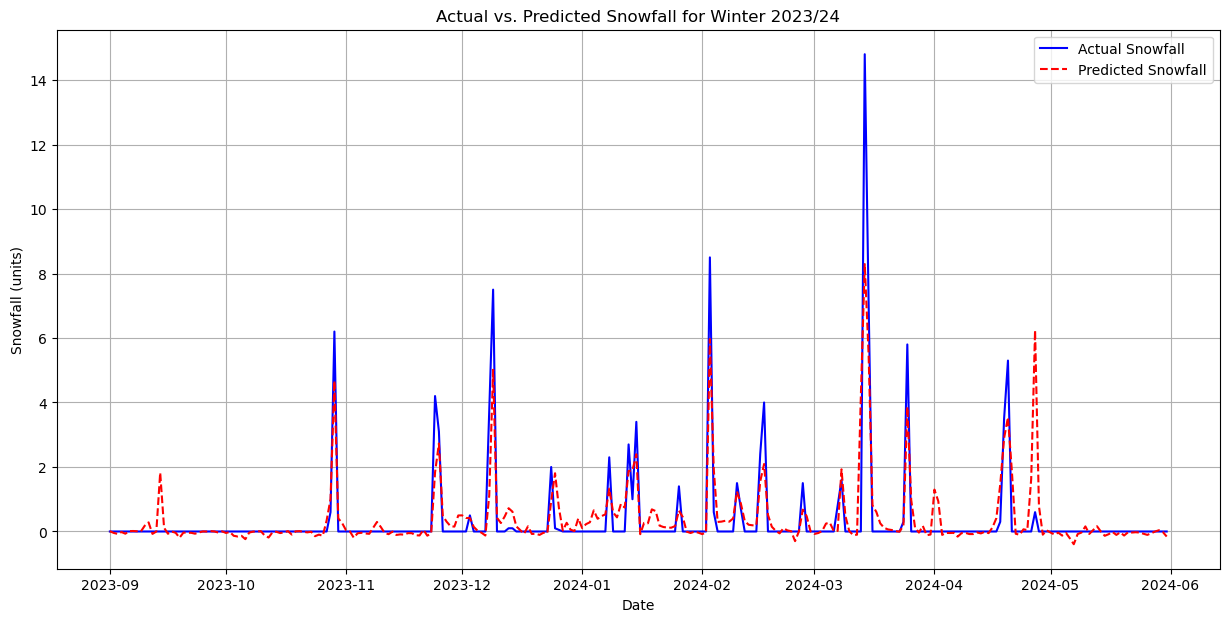 Actual vs. Predicted Snowfall for Winter 2023/24
Actual Snowfall
Predicted Snowfall
Snowfall (units)
14
12
10
8
6
4
2
0
2023-09 2023-10 2023-11 2023-12 2024-01 2024-02 2024-03 2024-04 2024-05 2024-06
Date